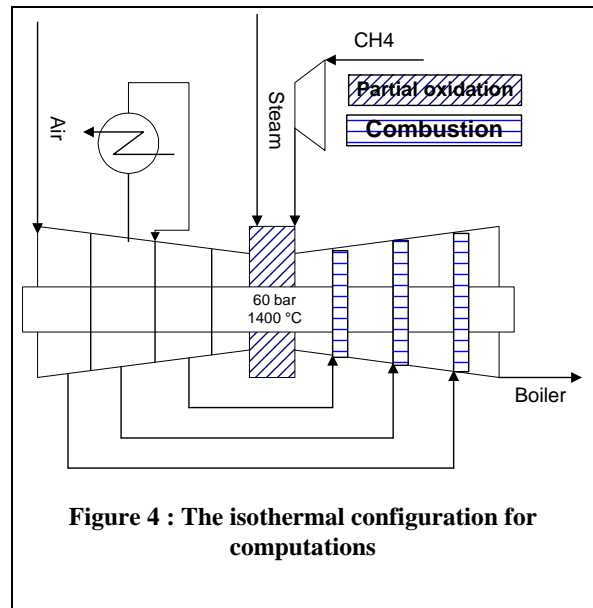 CH4
Partial oxidation
Combustion
Air
Steam
60 bar
1400 °C
Boiler
Figure 4 : The isothermal configuration for
computations